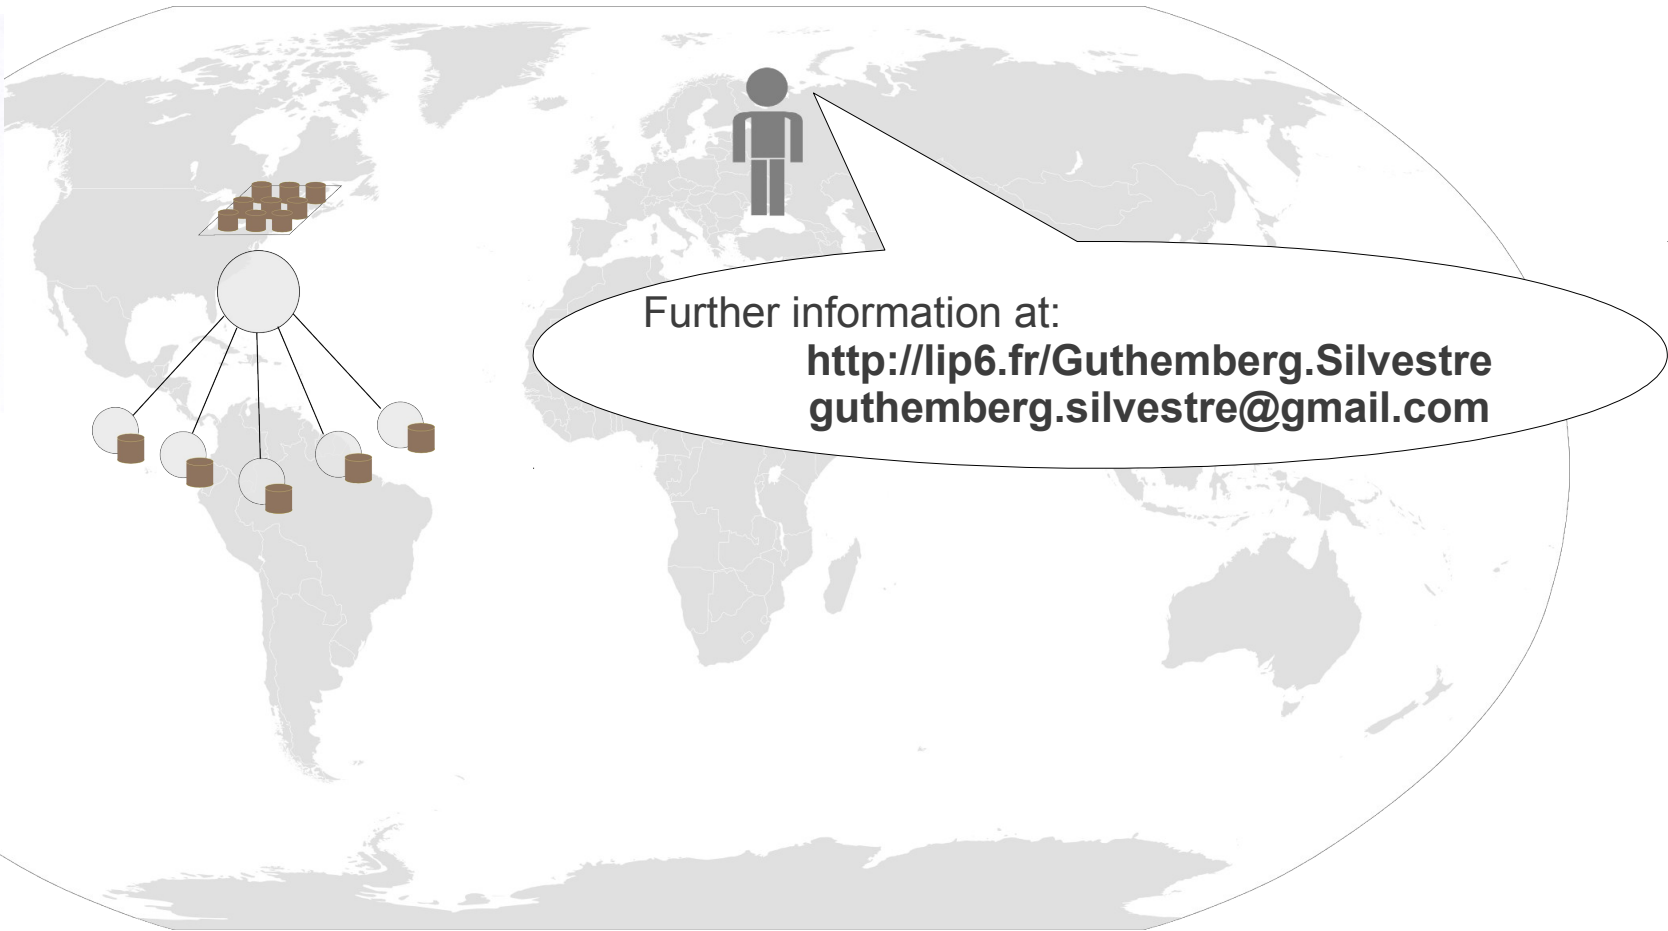 Further information at:
http://lip6.fr/Guthemberg.Silvestre
guthemberg.silvestre@gmail.com